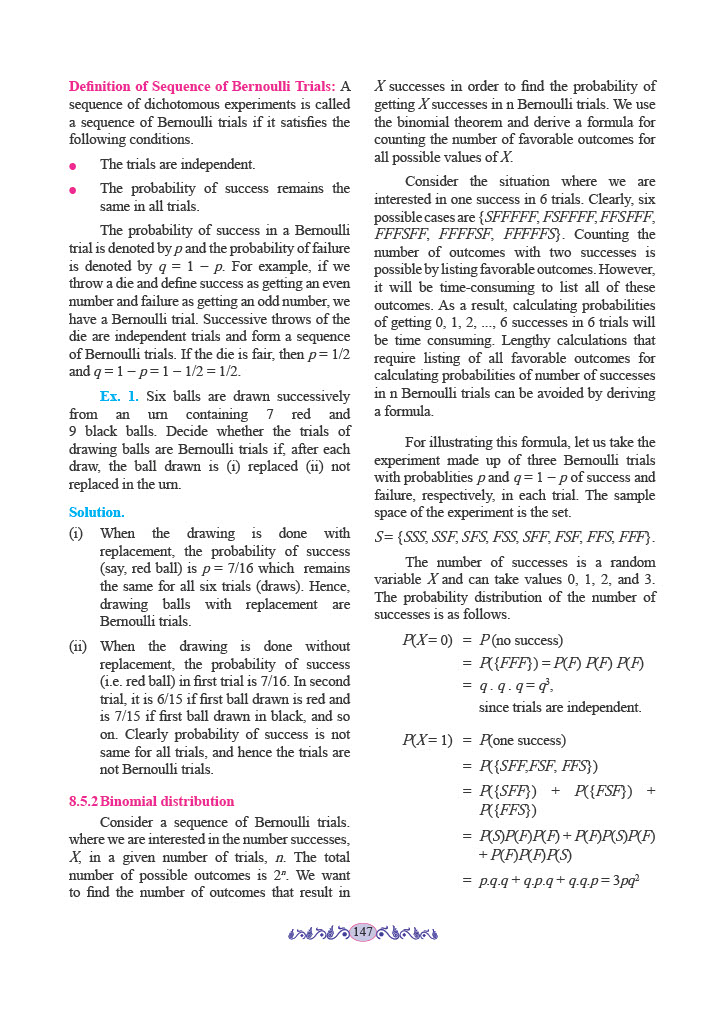 Definition of Sequence of Bernoulli Trials: A
sequence of dichotomous experiments is called
a sequence of Bernoulli trials if it satisfies the
following conditions.
• The trials are independent.
• The probability of success remains the
same in all trials.
The probability of success in a Bernoulli
trial is denoted by p and the probability of failure
is denoted by q = 1 − p. For example, if we
throw a die and define success as getting an even
number and failure as getting an odd number, we
have a Bernoulli trial. Successive throws of the
die are independent trials and form a sequence
of Bernoulli trials. If the die is fair, then p = 1/2
and q = 1 − p = 1 − 1/2 = 1/2.
Ex. 1. Six balls are drawn successively
from an urn containing 7 red and
9 black balls. Decide whether the trials of
drawing balls are Bernoulli trials if, after each
draw, the ball drawn is (i) replaced (ii) not
replaced in the urn.
Solution.
(i) When the drawing is done with
replacement, the probability of success
(say, red ball) is p = 7/16 which remains
the same for all six trials (draws). Hence,
drawing balls with replacement are
Bernoulli trials.
(ii) When the drawing is done without
replacement, the probability of success
(i.e. red ball) in first trial is 7/16. In second
trial, it is 6/15 if first ball drawn is red and
is 7/15 if first ball drawn in black, and so
on. Clearly probability of success is not
same for all trials, and hence the trials are
not Bernoulli trials.
8.5.2 Binomial distribution
Consider a sequence of Bernoulli trials.
where we are interested in the number successes,
X, in a given number of trials, n. The total
number of possible outcomes is 2ⁿ. We want
to find the number of outcomes that result in
X successes in order to find the probability of
getting X successes in n Bernoulli trials. We use
the binomial theorem and derive a formula for
counting the number of favorable outcomes for
all possible values of X.
Consider the situation where we are
interested in one success in 6 trials. Clearly, six
possible cases are {SFFFFF, FSFFFF, FFSFFF,
FFFSFF, FFFFSF, FFFFFS}. Counting the
number of outcomes with two successes is
possible by listing favorable outcomes. However,
it will be time-consuming to list all of these
outcomes. As a result, calculating probabilities
of getting 0, 1, 2, ..., 6 successes in 6 trials will
be time consuming. Lengthy calculations that
require listing of all favorable outcomes for
calculating probabilities of number of successes
in n Bernoulli trials can be avoided by deriving
a formula.
For illustrating this formula, let us take the
experiment made up of three Bernoulli trials
with probablities p and q = 1 − p of success and
failure, respectively, in each trial. The sample
space of the experiment is the set.
S = {SSS, SSF, SFS, FSS, SFF, FSF, FFS, FFF}.
The number of successes is a random
variable X and can take values 0, 1, 2, and 3.
The probability distribution of the number of
successes is as follows.
P(X = 0) = P (no success)
= P({FFF}) = P(F) P(F) P(F)
= q . q . q = q³,
since trials are independent.
P(X = 1) = P(one success)
= P({SFF,FSF, FFS})
= P({SFF}) + P({FSF}) +
P({FFS})
= P(S)P(F)P(F) + P(F)P(S)P(F)
+ P(F)P(F)P(S)
= p.q.q + q.p.q + q.q.p = 3pq²
147